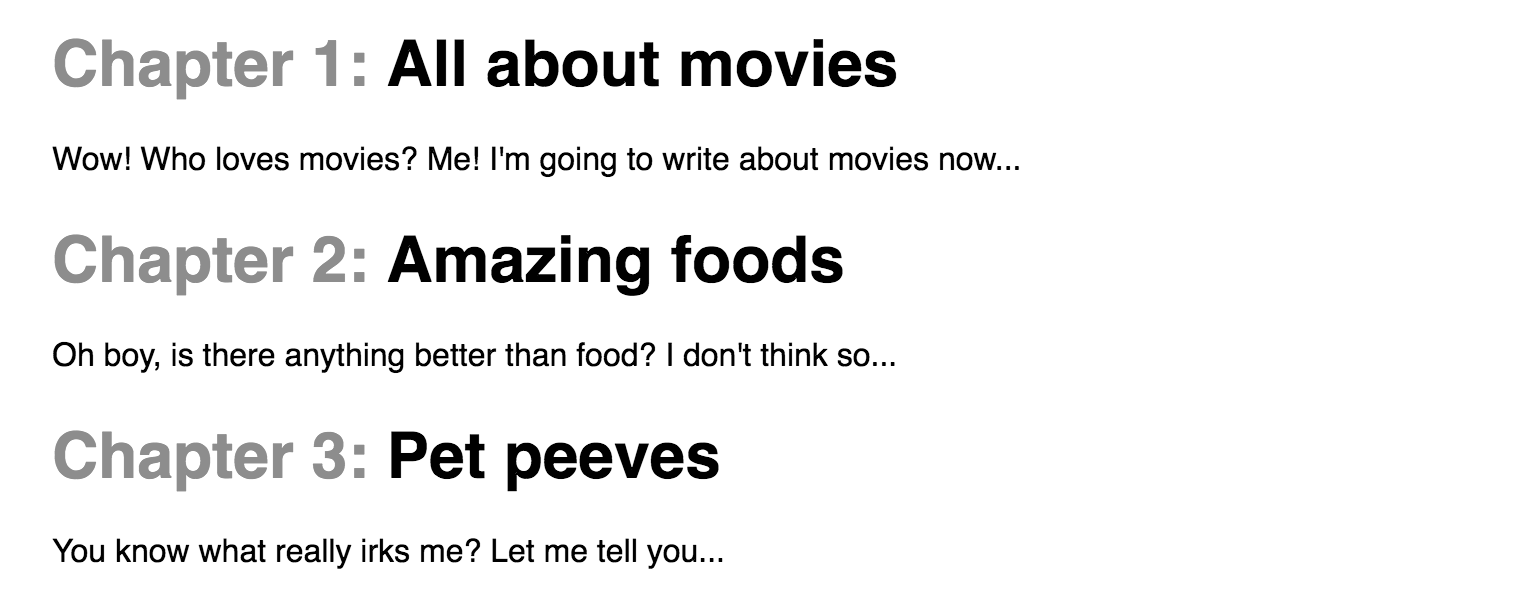 Chapter 1: All about movies
Wow! Who loves movies? Me! I'm going to write about movies now...
Chapter 2: Amazing foods
Oh boy, is there anything better than food? I don't think so...
Chapter 3: Pet peeves
You know what really irks me? Let me tell you...